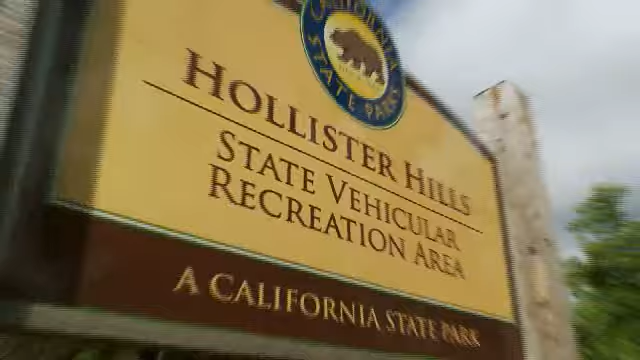 CALIFORNIA
STATE PARKS
HOLLISTER HILLS
STATE VEHICULAR
RECREATION AREA
A CALIFORNIA STATE PARK